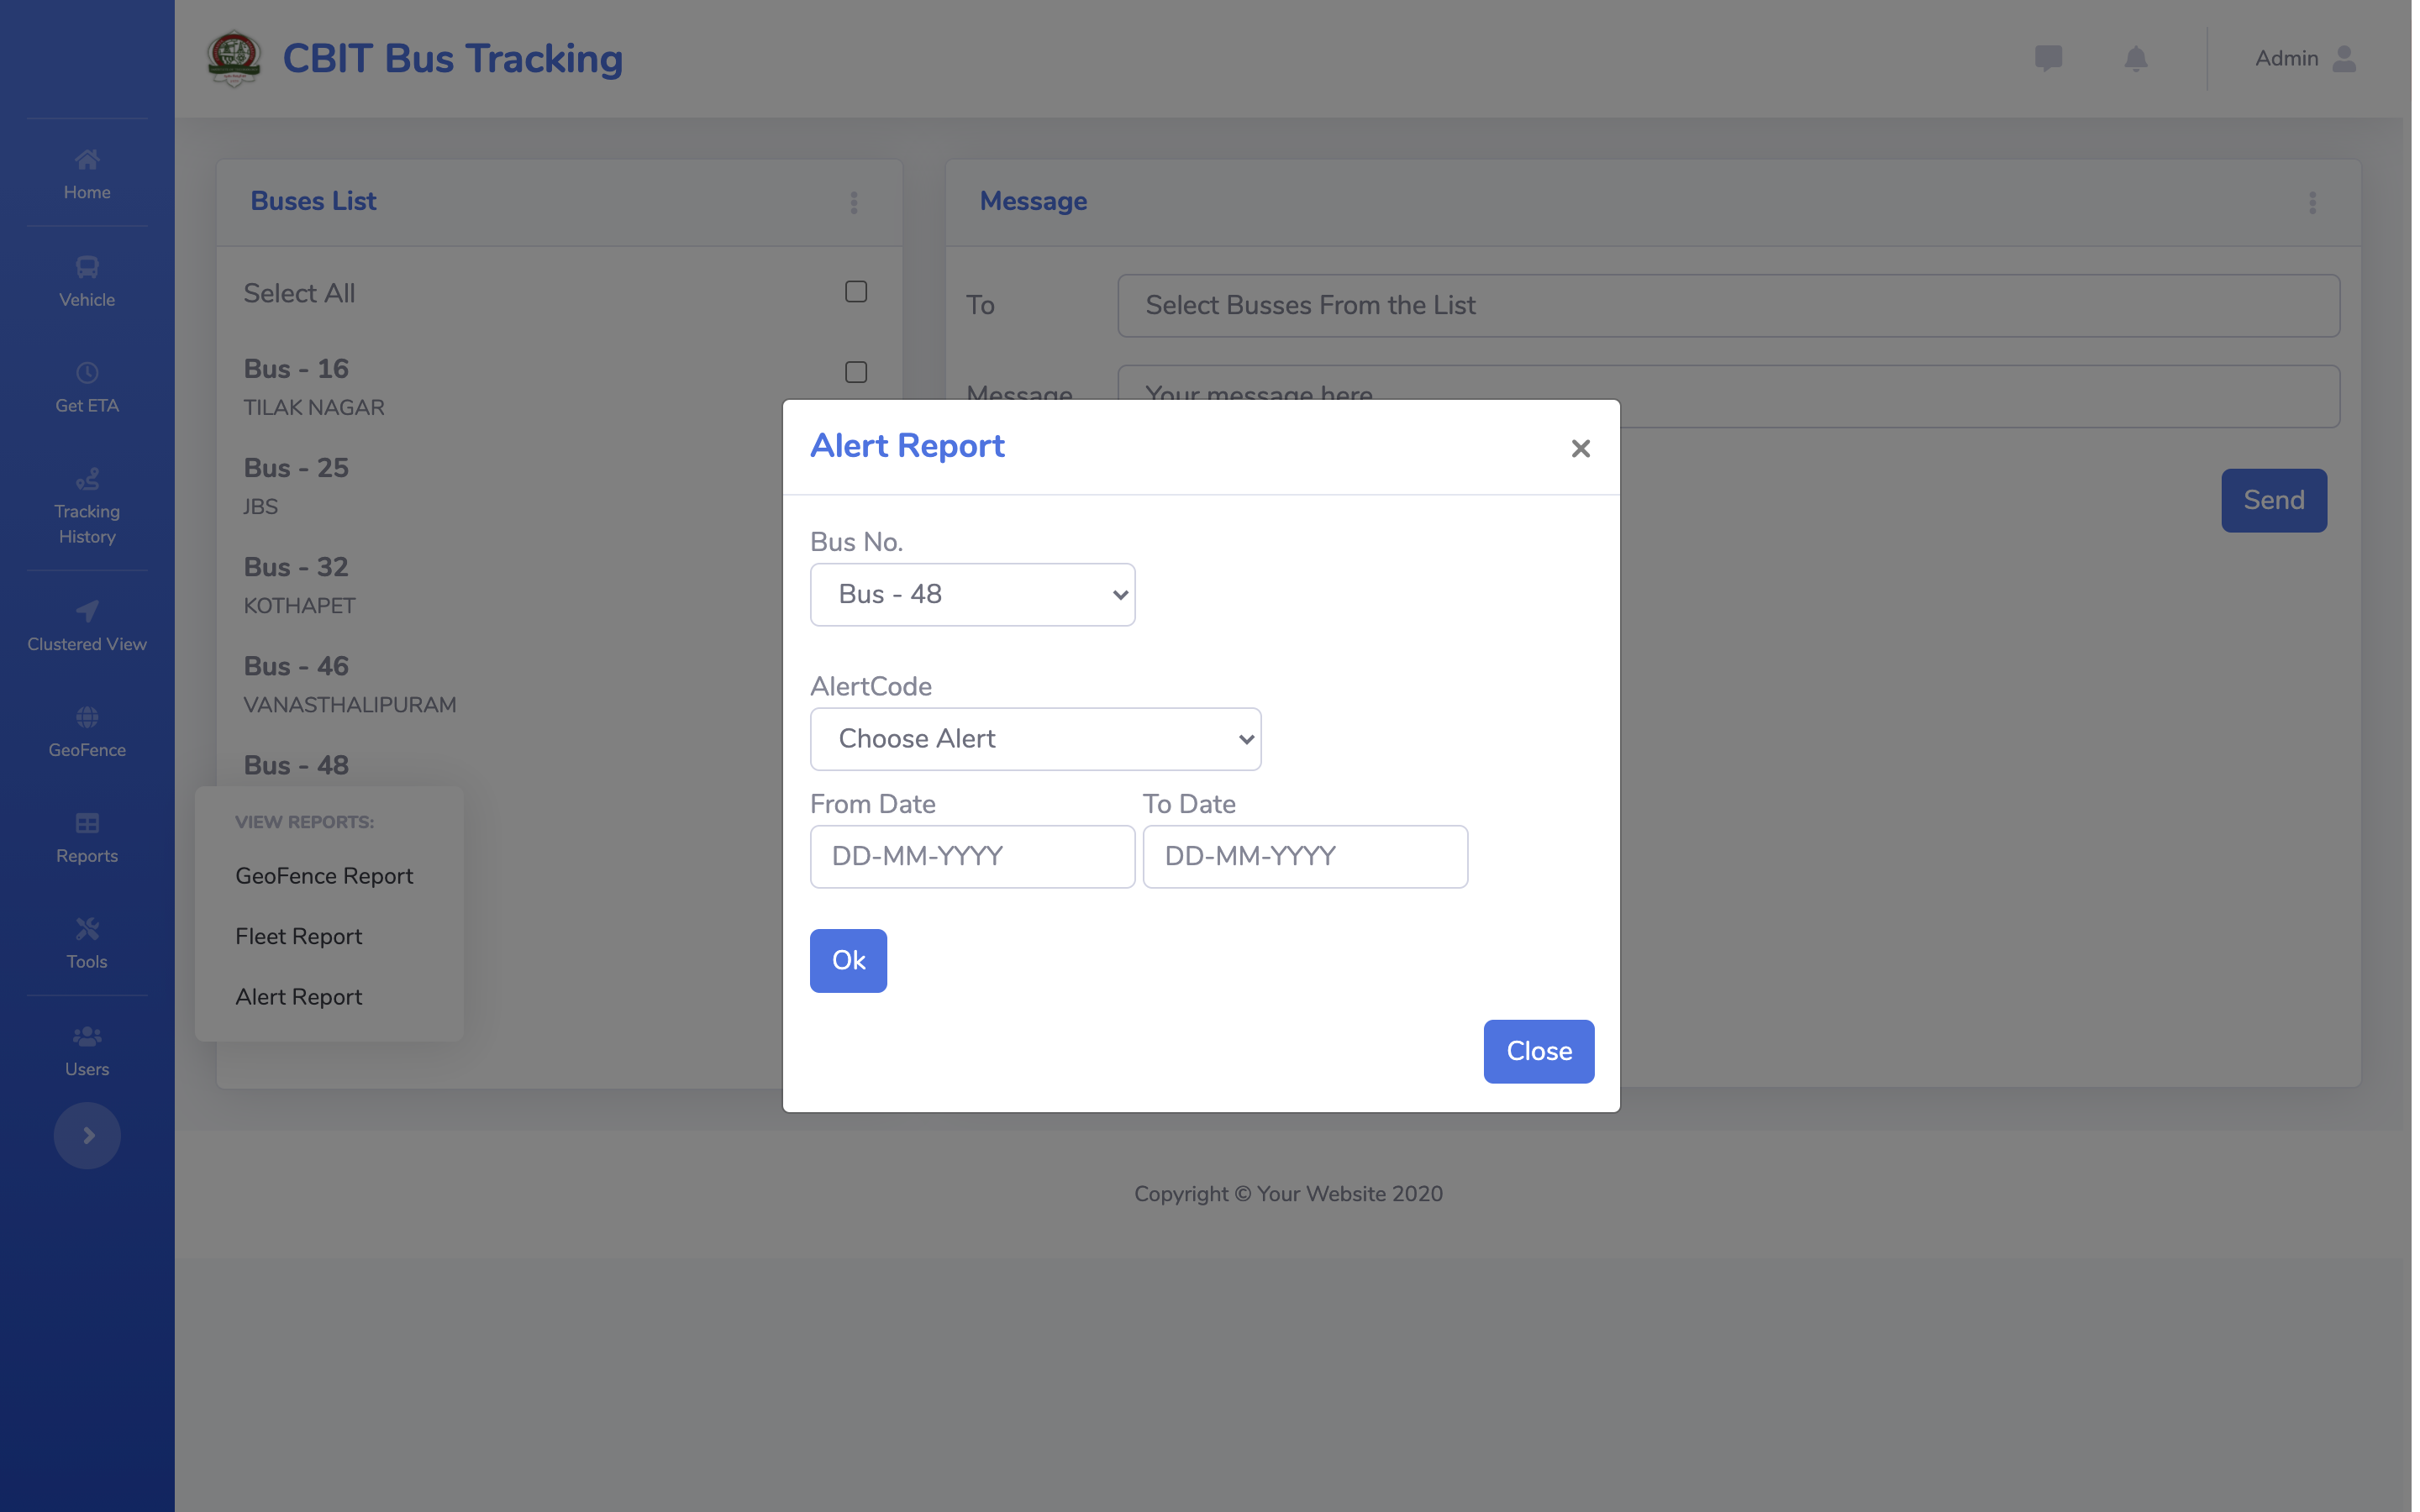 CBIT Bus Tracking
Admin
Home
Vehicle
Get ETA
Tracking
History
Clustered View
GeoFence
Reports
Tools
Users
Buses List
Select All
Bus - 16
TILAK NAGAR
Bus - 25
JBS
Bus - 32
KOTHAPET
Bus - 46
VANASTHALIPURAM
Bus - 48
VIEW REPORTS:
GeoFence Report
Fleet Report
Alert Report
Message
To
Select Busses From the List
Message
Your message here
Send
Alert Report
×
Bus No.
Bus - 48
AlertCode
Choose Alert
From Date
To Date
DD-MM-YYYY
DD-MM-YYYY
Ok
Close
Copyright © Your Website 2020